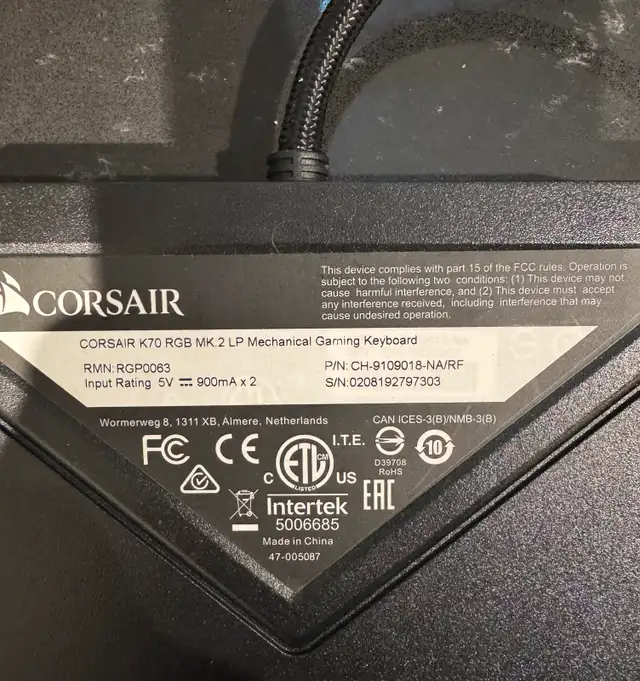 CORSAIR
This device complies with part 15 of the FCC rules. Operation is
subject to the following two conditions: (1) This device may not
cause harmful interference, and (2) This device must accept
any interference received, including interference that may
cause undesired operation.
CORSAIR K70 RGB MK.2 LP Mechanical Gaming Keyboard
RMN:RGP0063
P/N: CH-9109018-NA/RF
Input Rating 5V ⎓ 900mA x 2
S/N:0208192797303
Wormerweg 8, 1311 XB, Almere, Netherlands
CAN ICES-3(B)/NMB-3(B)
FC CE
I.T.E.
ETL CM
LISTED
C US
D39708
RoHS
10
EAC
Intertek
5006685
Made in China
47-005087